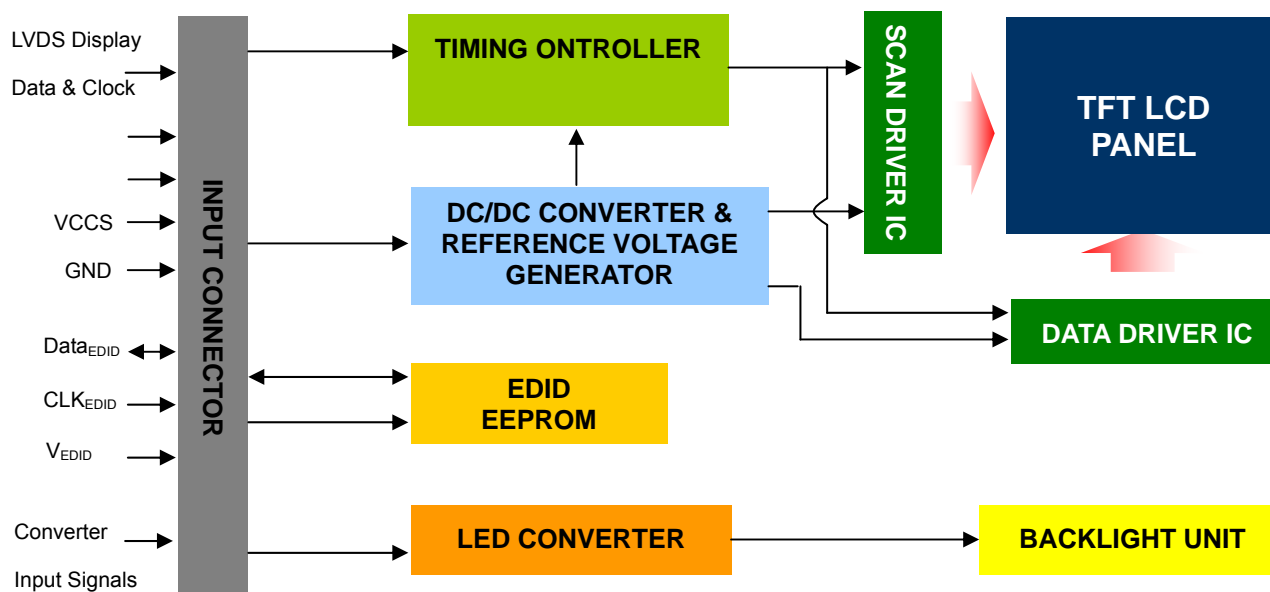 LVDS Display
Data & Clock
VCCS
GND
DataEDID
CLKEDID
VEDID
Converter
Input Signals
INPUT CONNECTOR
TIMING ONTROLLER
DC/DC CONVERTER &
REFERENCE VOLTAGE
GENERATOR
EDID
EEPROM
LED CONVERTER
SCAN DRIVER IC
TFT LCD
PANEL
DATA DRIVER IC
BACKLIGHT UNIT